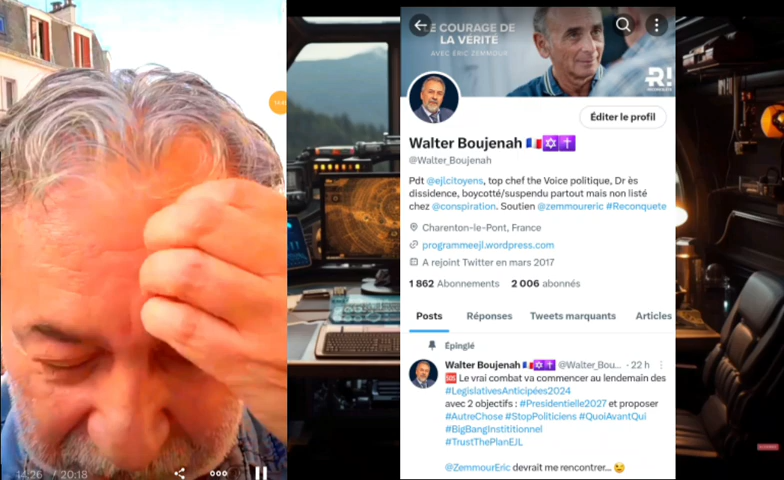 LE COURAGE DE
LA VÉRITÉ
AVEC ÉRIC ZEMMOUR
R!
RECONQUÊTE
Éditer le profil
Walter Boujenah 🇫🇷✡️✝️
@Walter_Boujenah
Pdt @ejlcitoyens, top chef the Voice politique, Dr ès
dissidence, boycotté/suspendu partout mais non listé
chez @conspiration. Soutien @zemmoureric #Reconquete
Charenton-le-Pont, France
programmeejl.wordpress.com
A rejoint Twitter en mars 2017
1 862 Abonnements 2 006 abonnés
Posts Réponses Tweets marquants Articles
Épinglé
Walter Boujenah 🇫🇷✡️✝️ @Walter_Bou... · 22 h
🆘 Le vrai combat va commencer au lendemain des
#LegislativesAnticipées2024
avec 2 objectifs : #Presidentielle2027 et proposer
#AutreChose #StopPoliticiens #QuoiAvantQui
#BigBangInstititionnel
#TrustThePlanEJL
@ZemmourEric devrait me rencontrer... 😉
14:26 / 20:18